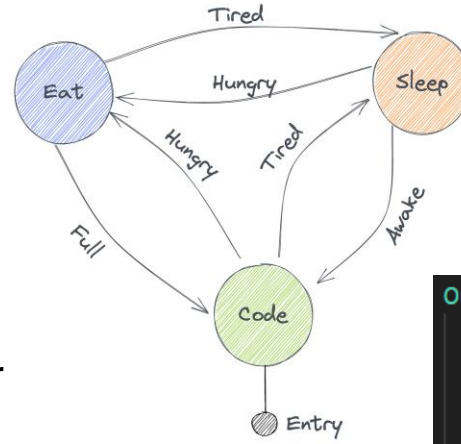 Tired
Eat
Hungry
Sleep
Hungry
Tired
Full
Awake
Code
Entry